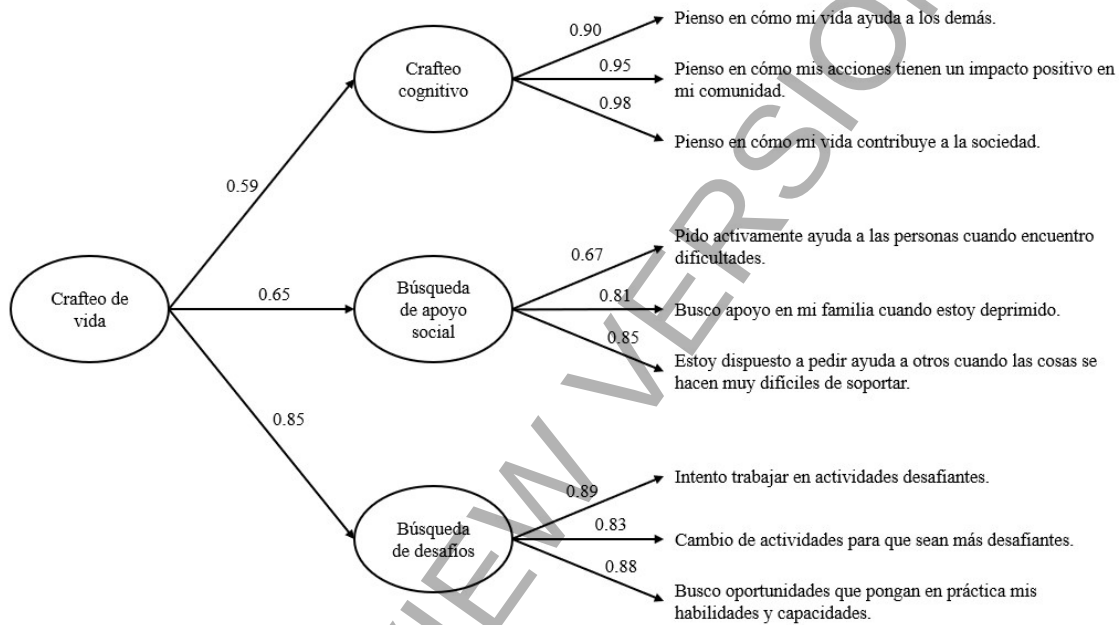 0.90
Pienso en cómo mi vida ayuda a los demás.
Crafteo
cognitivo
0.95
Pienso en cómo mis acciones tienen un impacto positivo en
mi comunidad.
0.98
Pienso en cómo mi vida contribuye a la sociedad.
0.59
Crafteo de
vida
0.65
Búsqueda
de apoyo
social
0.67
Pido activamente ayuda a las personas cuando encuentro
dificultades.
0.81
Busco apoyo en mi familia cuando estoy deprimido.
0.85
Estoy dispuesto a pedir ayuda a otros cuando las cosas se
hacen muy difíciles de soportar.
0.85
Búsqueda
de desafíos
0.89
Intento trabajar en actividades desafiantes.
0.83
Cambio de actividades para que sean más desafiantes.
0.88
Busco oportunidades que pongan en práctica mis
habilidades y capacidades.
VERSION